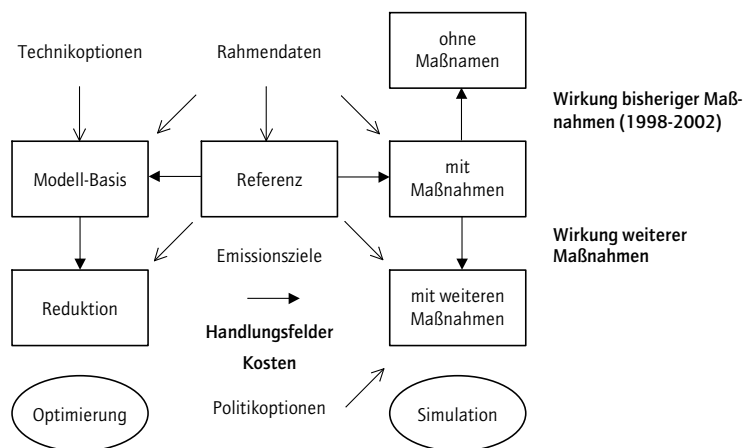 ohne
Maßnamen
Technikoptionen
Rahmendaten
Wirkung bisheriger Maß-
nahmen (1998-2002)
Modell-Basis
Referenz
mit
Maßnahmen
Wirkung weiterer
Maßnahmen
Emissionsziele
Reduktion
mit weiteren
Maßnahmen
Handlungsfelder
Kosten
Optimierung
Politikoptionen
Simulation